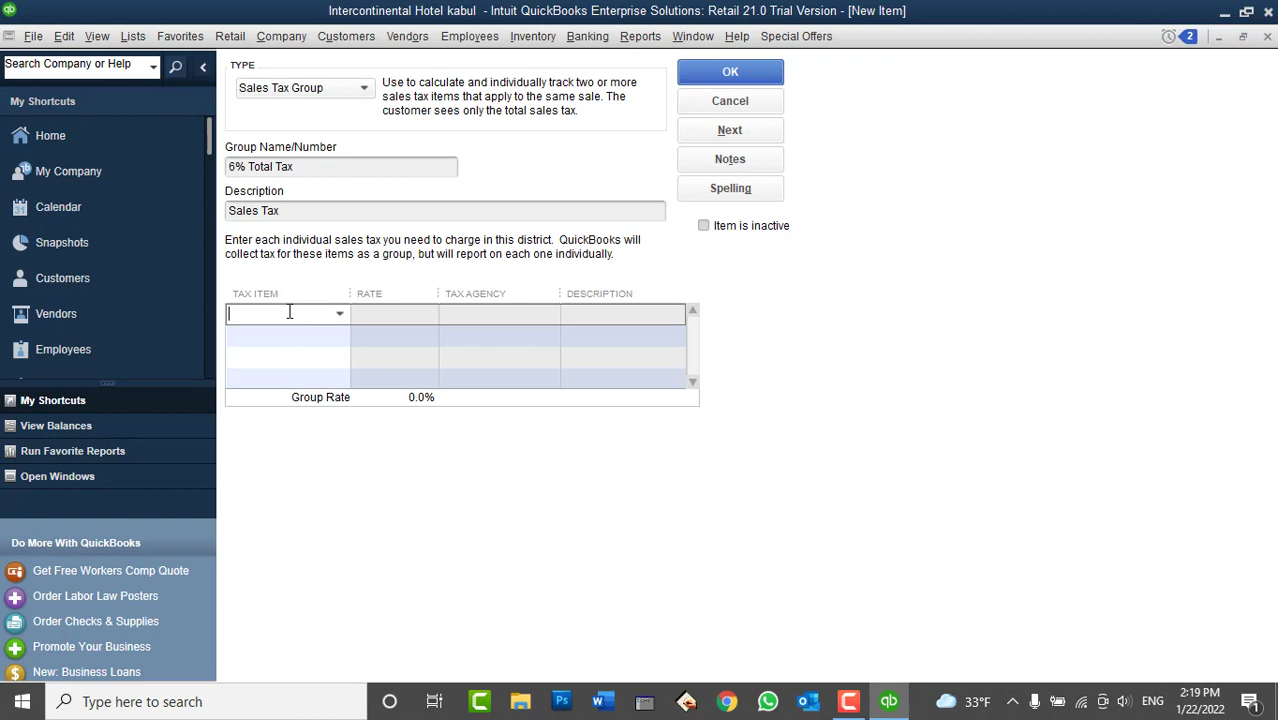 Intercontinental Hotel kabul - Intuit QuickBooks Enterprise Solutions: Retail 21.0 Trial Version - [New Item]
File Edit View Lists Favorites Retail Company Customers Vendors Employees Inventory Banking Reports Window Help Special Offers 2
Search Company or Help
My Shortcuts
Home
My Company
Calendar
Snapshots
Customers
Vendors
Employees
My Shortcuts
View Balances
Run Favorite Reports
Open Windows
Do More With QuickBooks
Get Free Workers Comp Quote
Order Labor Law Posters
Order Checks & Supplies
Promote Your Business
New: Business Loans
TYPE
Sales Tax Group
Use to calculate and individually track two or more
sales tax items that apply to the same sale. The
customer sees only the total sales tax.
Group Name/Number
6% Total Tax
Description
Sales Tax
Enter each individual sales tax you need to charge in this district. QuickBooks will
collect tax for these items as a group, but will report on each one individually.
TAX ITEM RATE TAX AGENCY DESCRIPTION
Group Rate 0.0%
OK
Cancel
Next
Notes
Spelling
Item is inactive
Type here to search
33°F
ENG
2:19 PM
1/22/2022
1